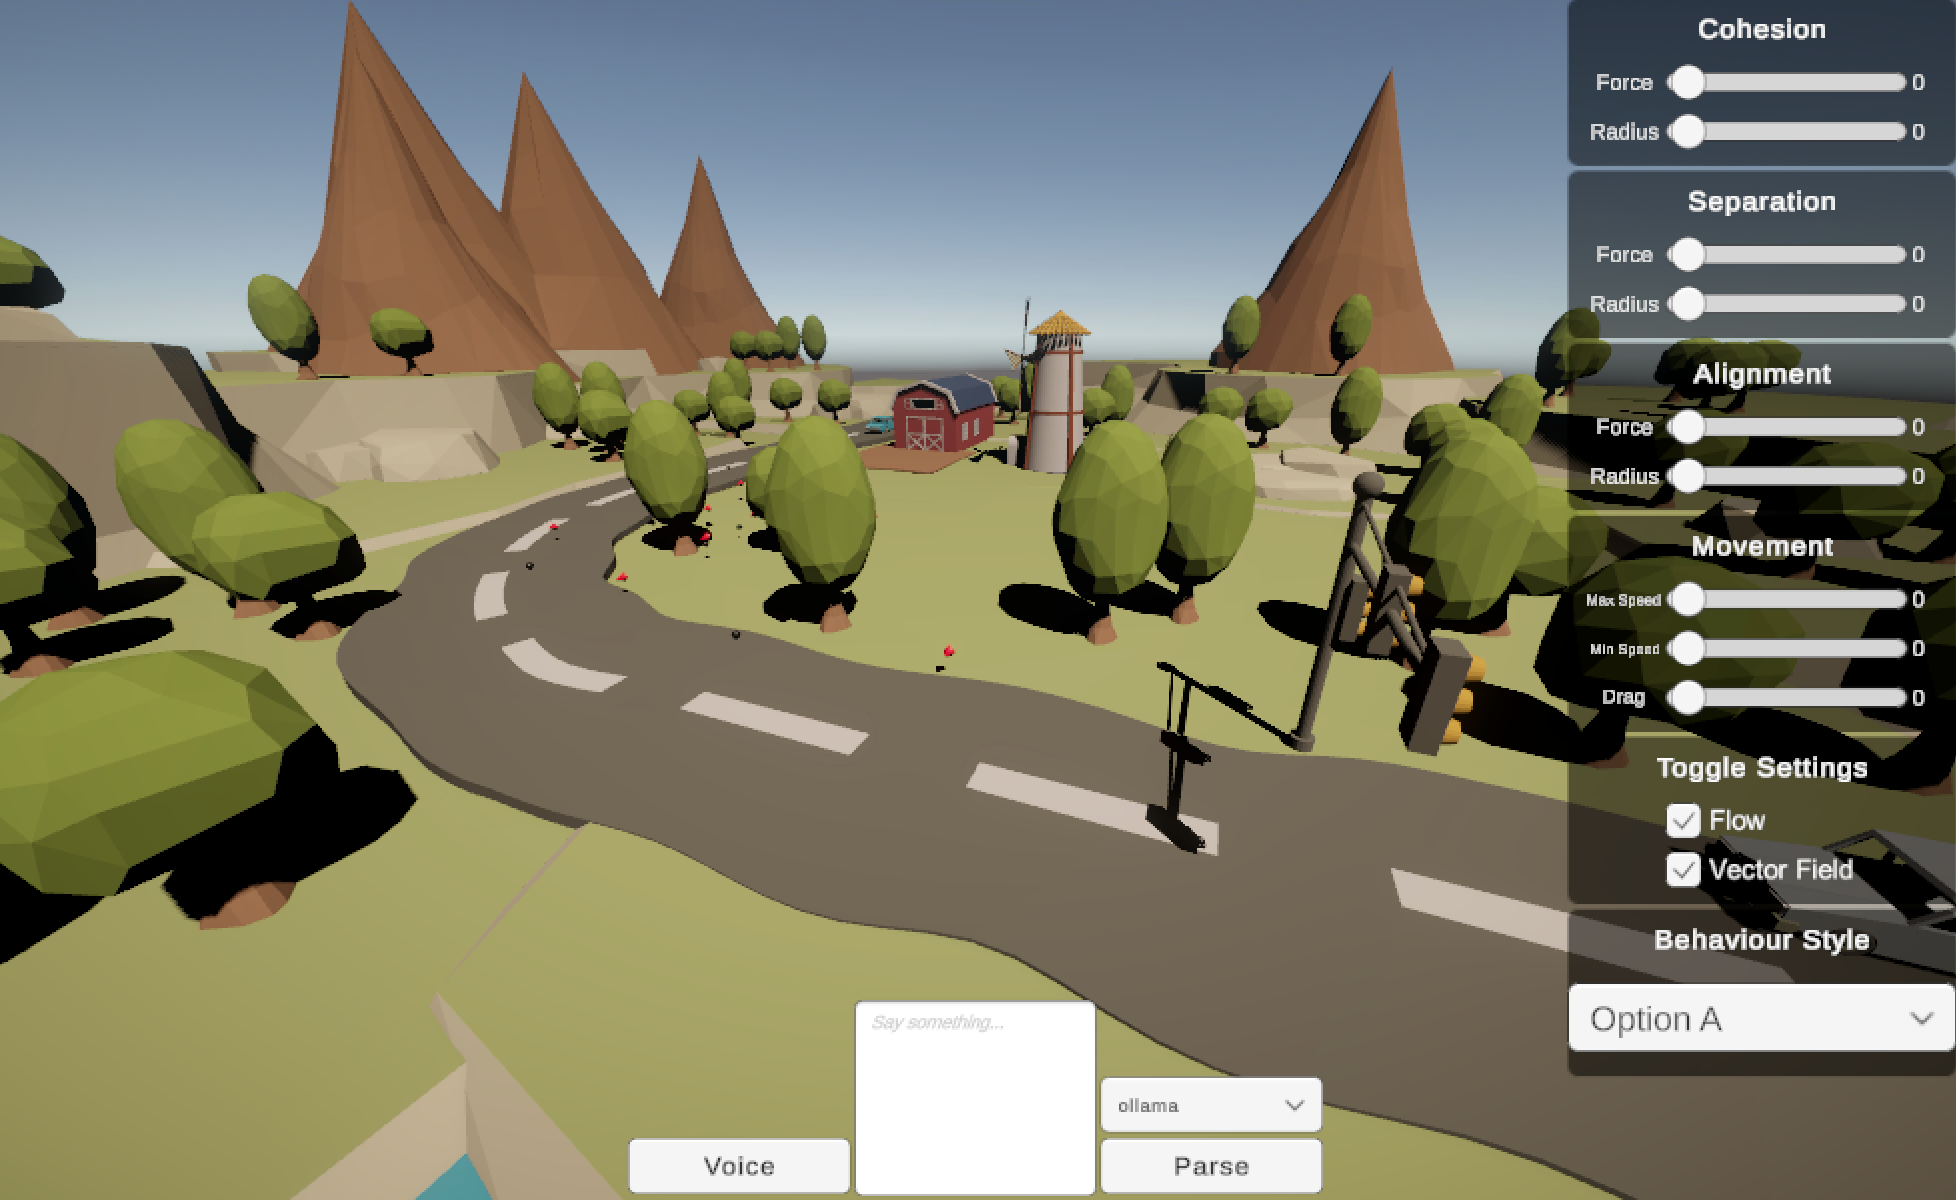 Cohesion
Force 0
Radius 0
Separation
Force 0
Radius 0
Alignment
Force 0
Radius 0
Movement
Max Speed 0
Min Speed 0
Drag 0
Toggle Settings
Flow
Vector Field
Behaviour Style
Option A
Say something...
ollama
Voice
Parse